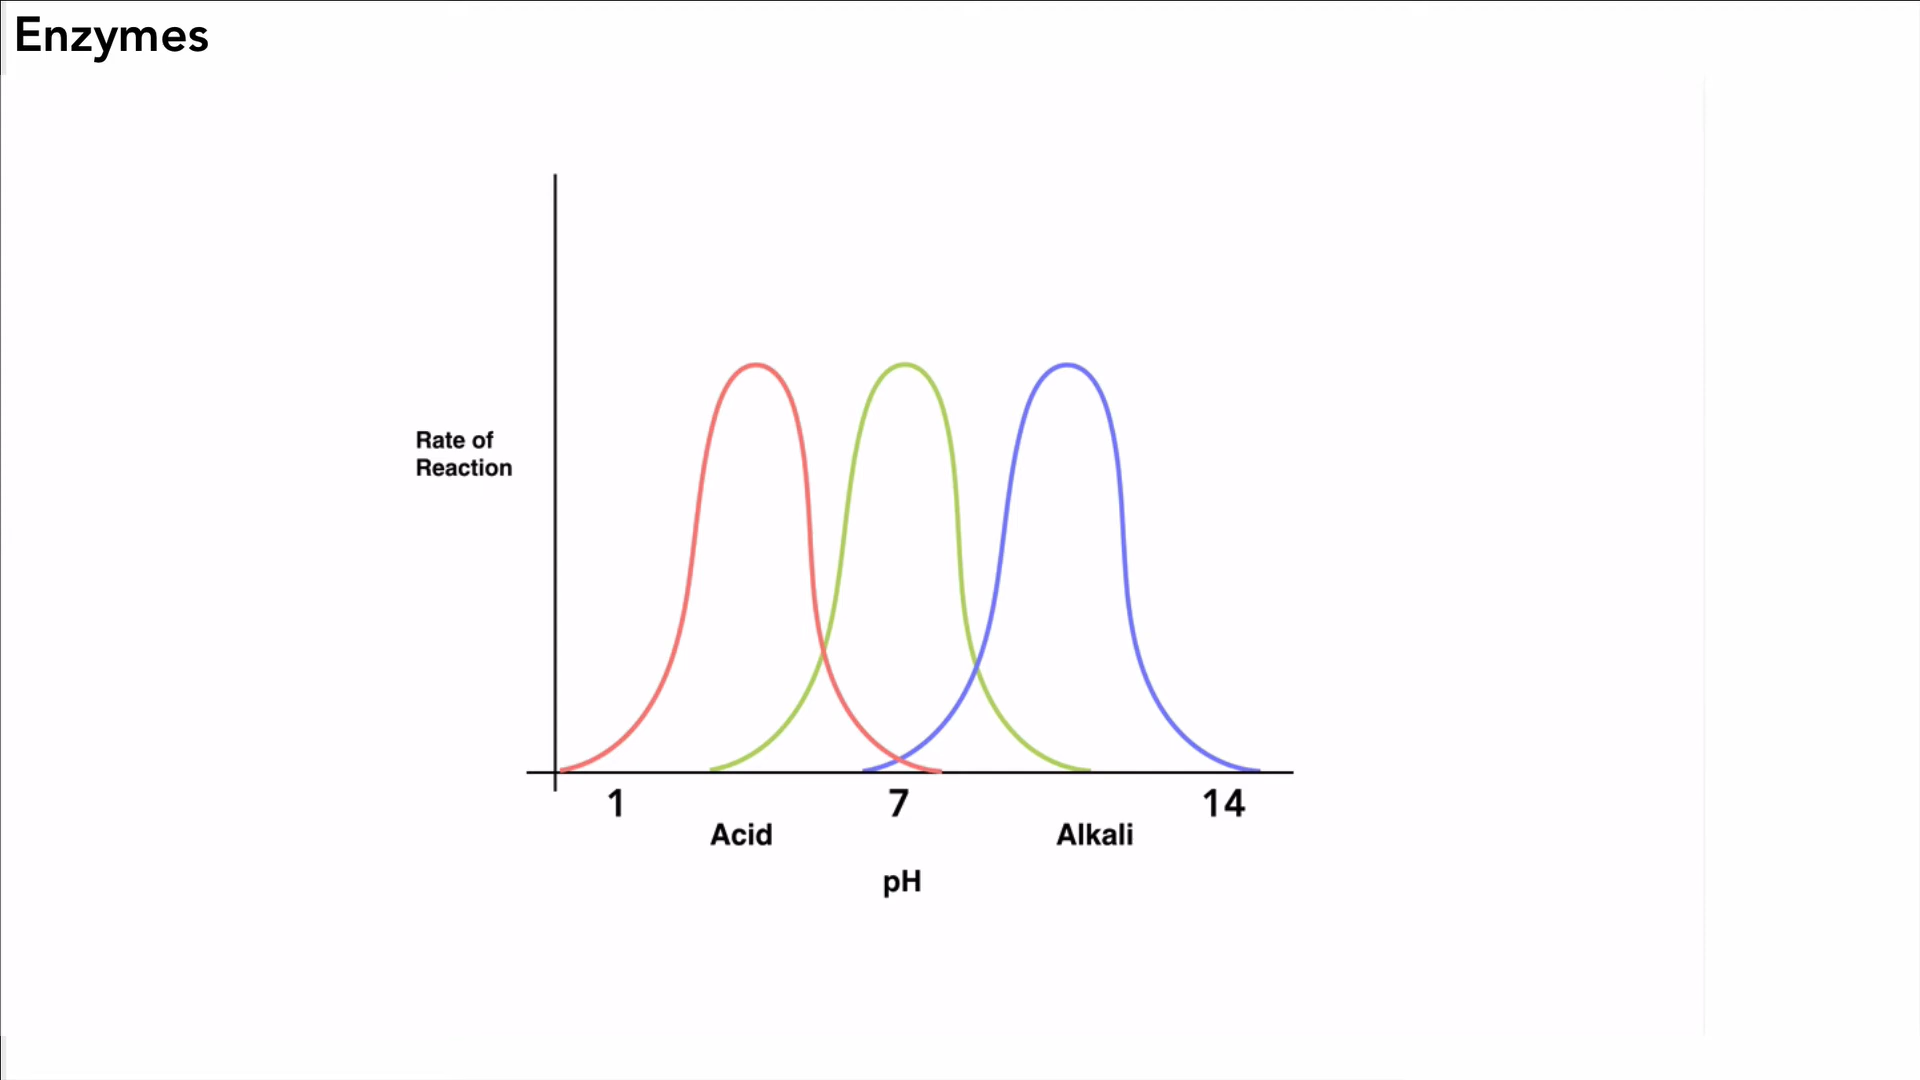 Enzymes
Rate of
Reaction
1 7 14
Acid Alkali
pH